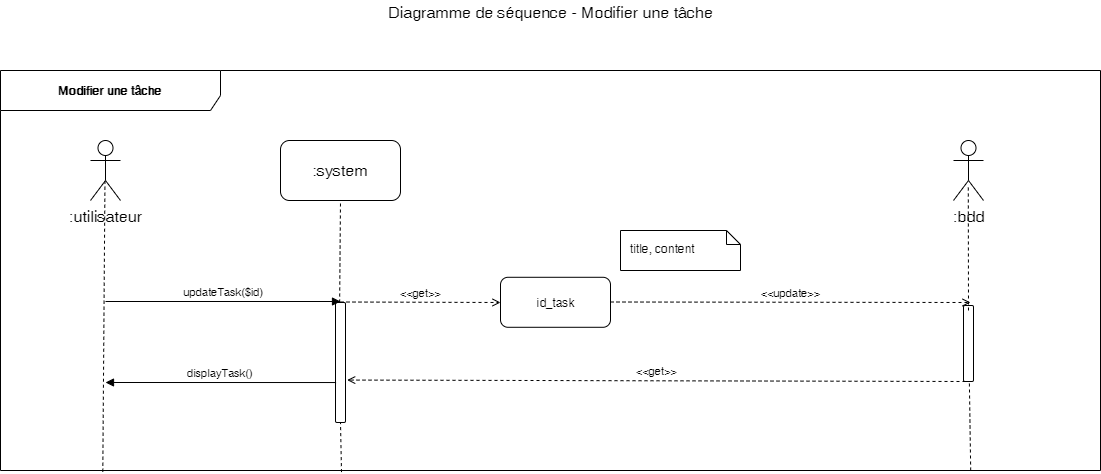 Diagramme de séquence - Modifier une tâche
Modifier une tâche
:system
:utilisateur
:bdd
title, content
updateTask($id)
<<get>>
id_task
<<update>>
displayTask()
<<get>>